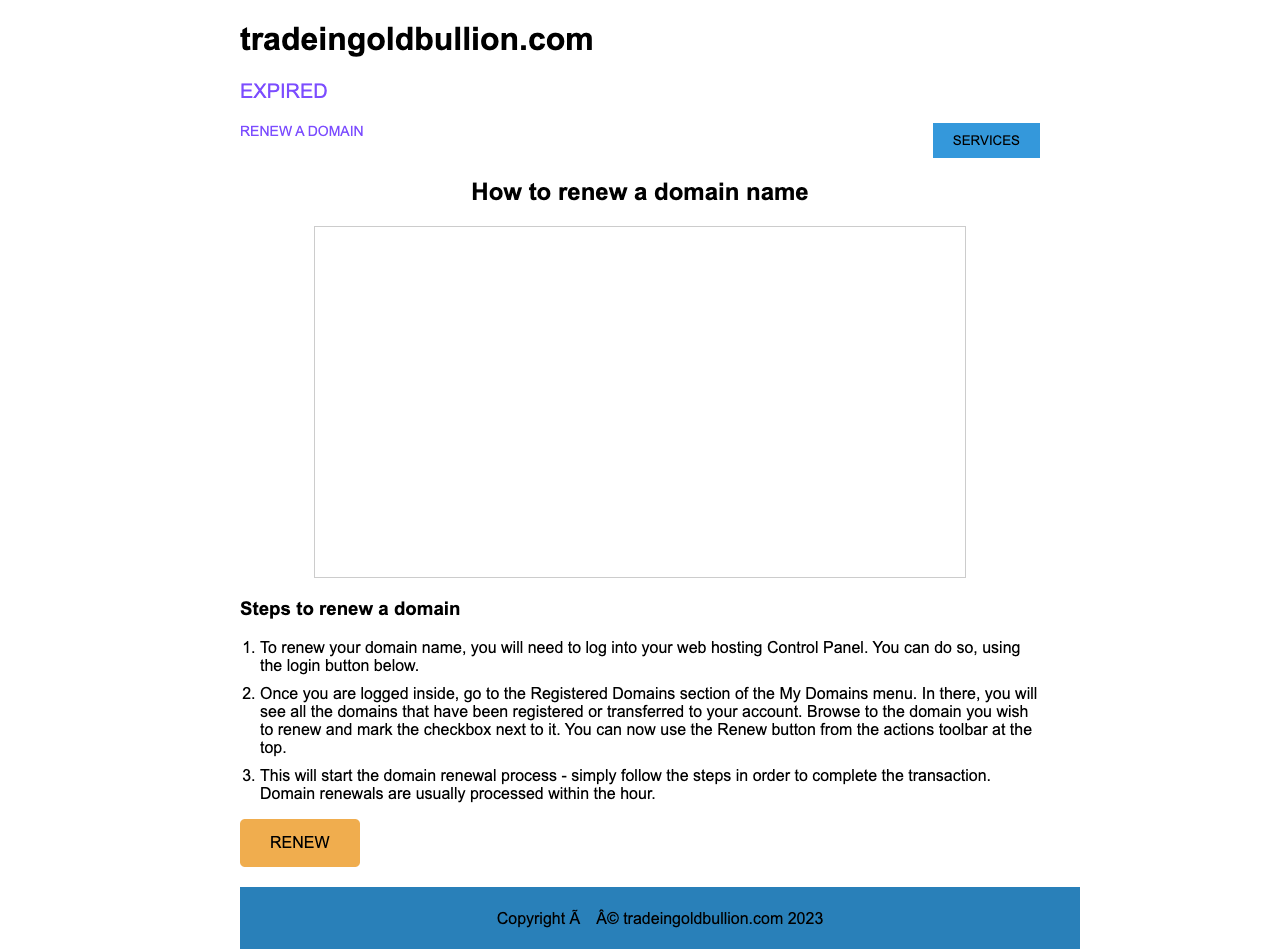 tradeingoldbullion.com
EXPIRED
RENEW A DOMAIN
SERVICES
How to renew a domain name
Steps to renew a domain
1. To renew your domain name, you will need to log into your web hosting Control Panel. You can do so, using
the login button below.
2. Once you are logged inside, go to the Registered Domains section of the My Domains menu. In there, you will
see all the domains that have been registered or transferred to your account. Browse to the domain you wish
to renew and mark the checkbox next to it. You can now use the Renew button from the actions toolbar at the
top.
3. This will start the domain renewal process - simply follow the steps in order to complete the transaction.
Domain renewals are usually processed within the hour.
RENEW
Copyright Ã Â© tradeingoldbullion.com 2023